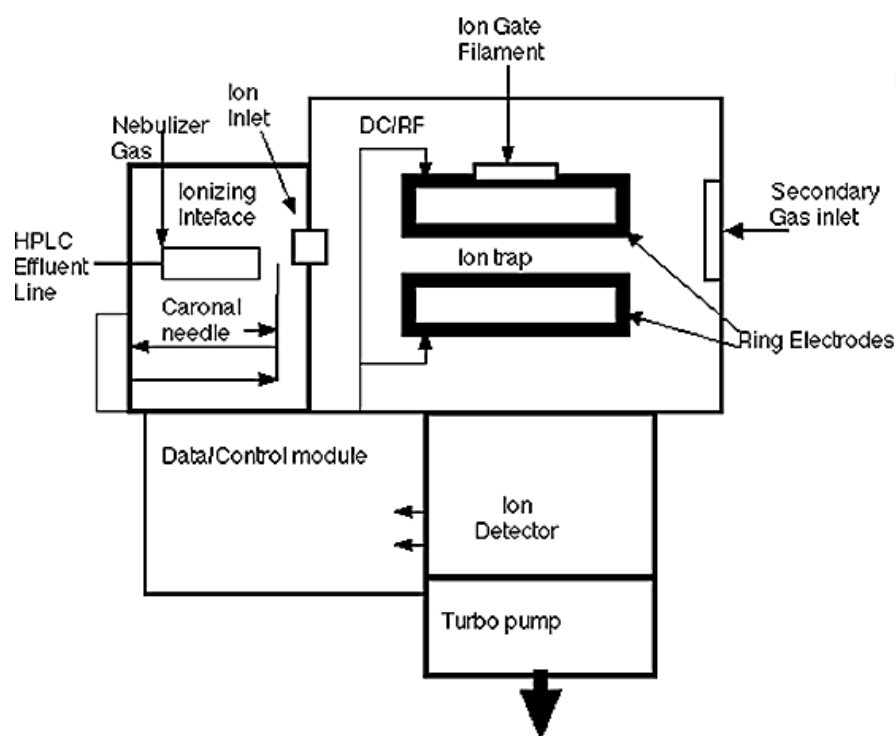 Ion Gate
Filament
Ion
Inlet
DC/RF
Nebulizer
Gas
Ionizing
Inteface
Secondary
Gas inlet
HPLC
Effluent
Line
Ion trap
Caronal
needle
Ring Electrodes
Data/Control module
Ion
Detector
Turbo pump